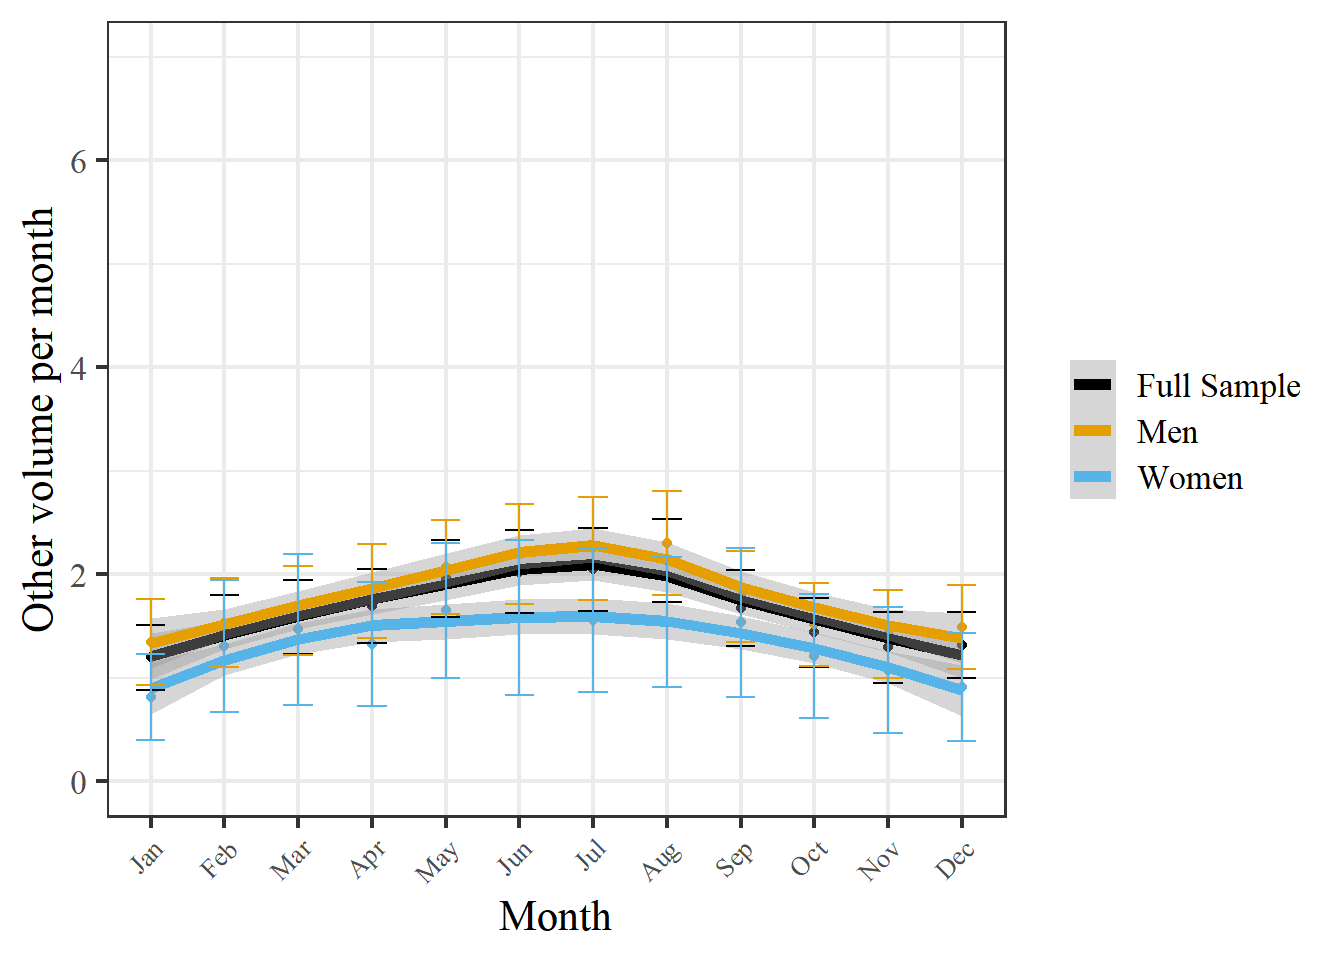 Other volume per month
6
4
2
0
Jan
Feb
Mar
Apr
May
Jun
Jul
Aug
Sep
Oct
Nov
Dec
Month
Full Sample
Men
Women